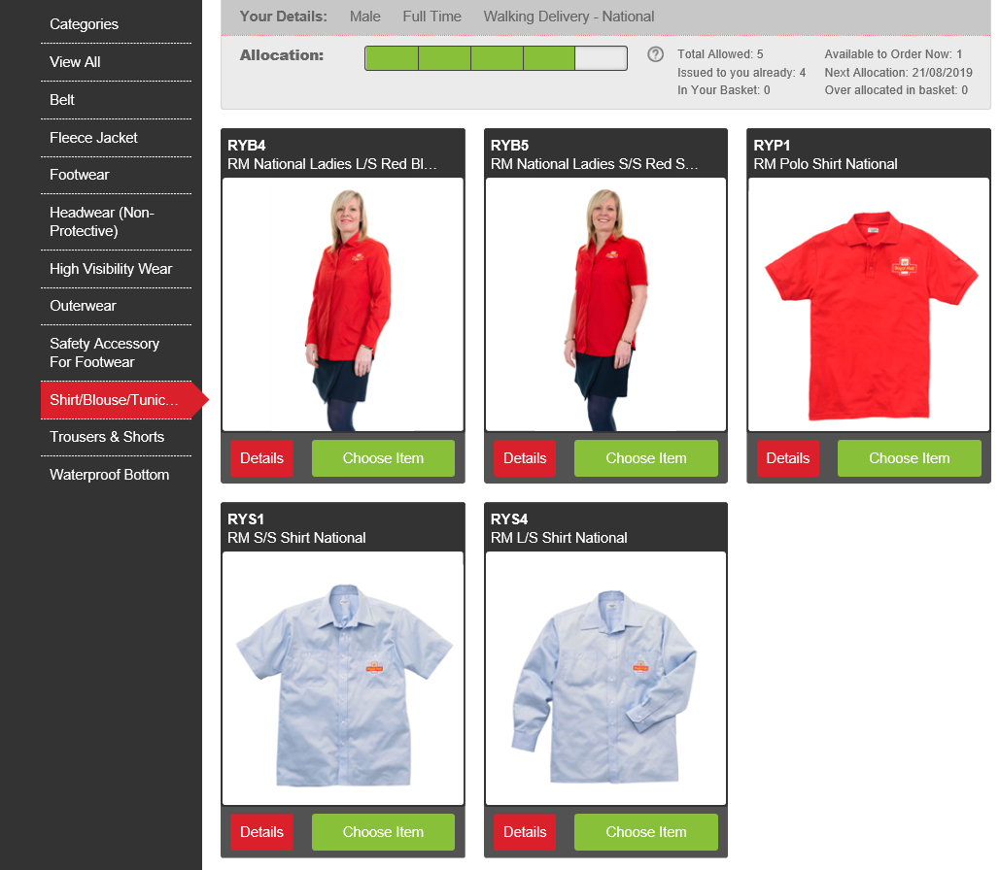 Categories
View All
Belt
Fleece Jacket
Footwear
Headwear (Non-
Protective)
High Visibility Wear
Outerwear
Safety Accessory
For Footwear
Shirt/Blouse/Tunic…
Trousers & Shorts
Waterproof Bottom
Your Details: Male Full Time Walking Delivery - National
Allocation:
?
Total Allowed: 5
Issued to you already: 4
In Your Basket: 0
Available to Order Now: 1
Next Allocation: 21/08/2019
Over allocated in basket: 0
RYB4
RM National Ladies L/S Red Bl…
Details Choose Item
RYB5
RM National Ladies S/S Red S…
Details Choose Item
RYP1
RM Polo Shirt National
Royal Mail
Details Choose Item
RYS1
RM S/S Shirt National
Details Choose Item
RYS4
RM L/S Shirt National
Details Choose Item